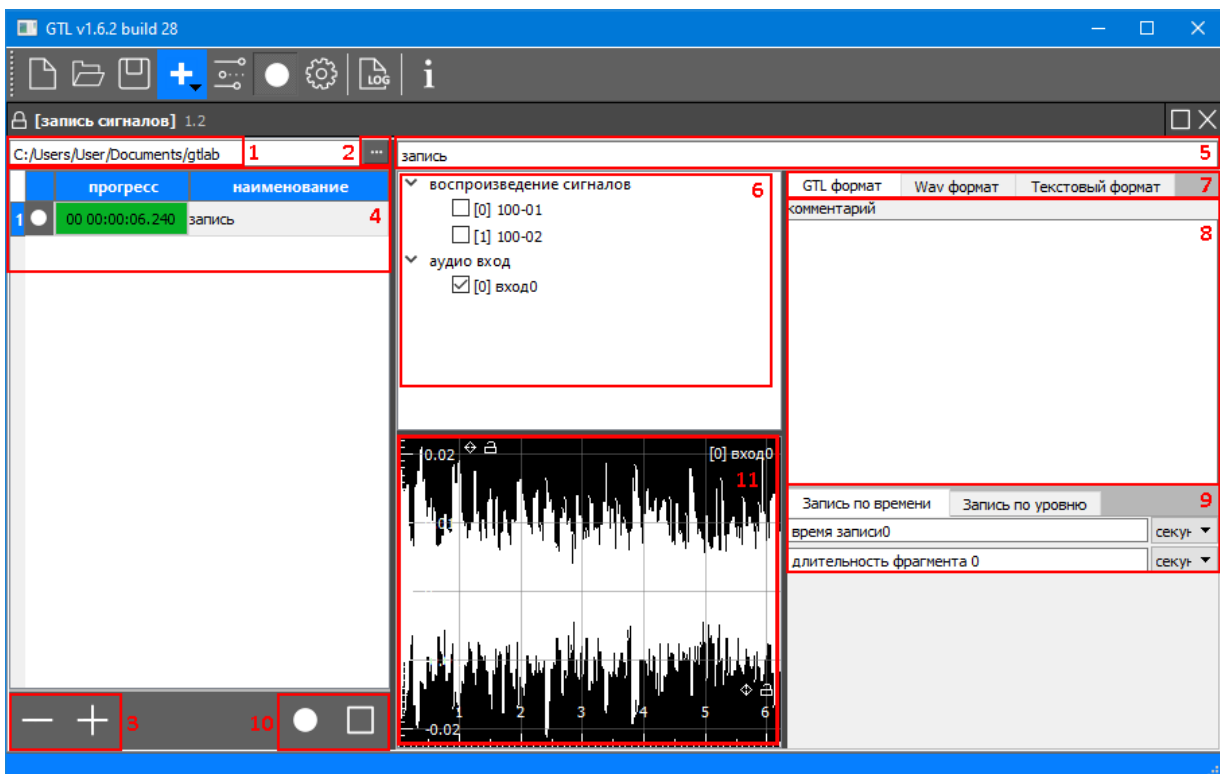 GTL v1.6.2 build 28
LOG
i
[запись сигналов] 1.2
C:/Users/User/Documents/gtlab 1 2 ...
запись 5
прогресс наименование
1 00 00:00:06.240 запись 4
воспроизведение сигналов 6
[0] 100-01
[1] 100-02
аудио вход
[0] вход0
GTL формат Wav формат Текстовый формат 7
комментарий
8
0.02 [0] вход0
11
1 2 3 4 5 6
-0.02
Запись по времени Запись по уровню 9
время записи0 секун
длительность фрагмента 0 секун
3 10